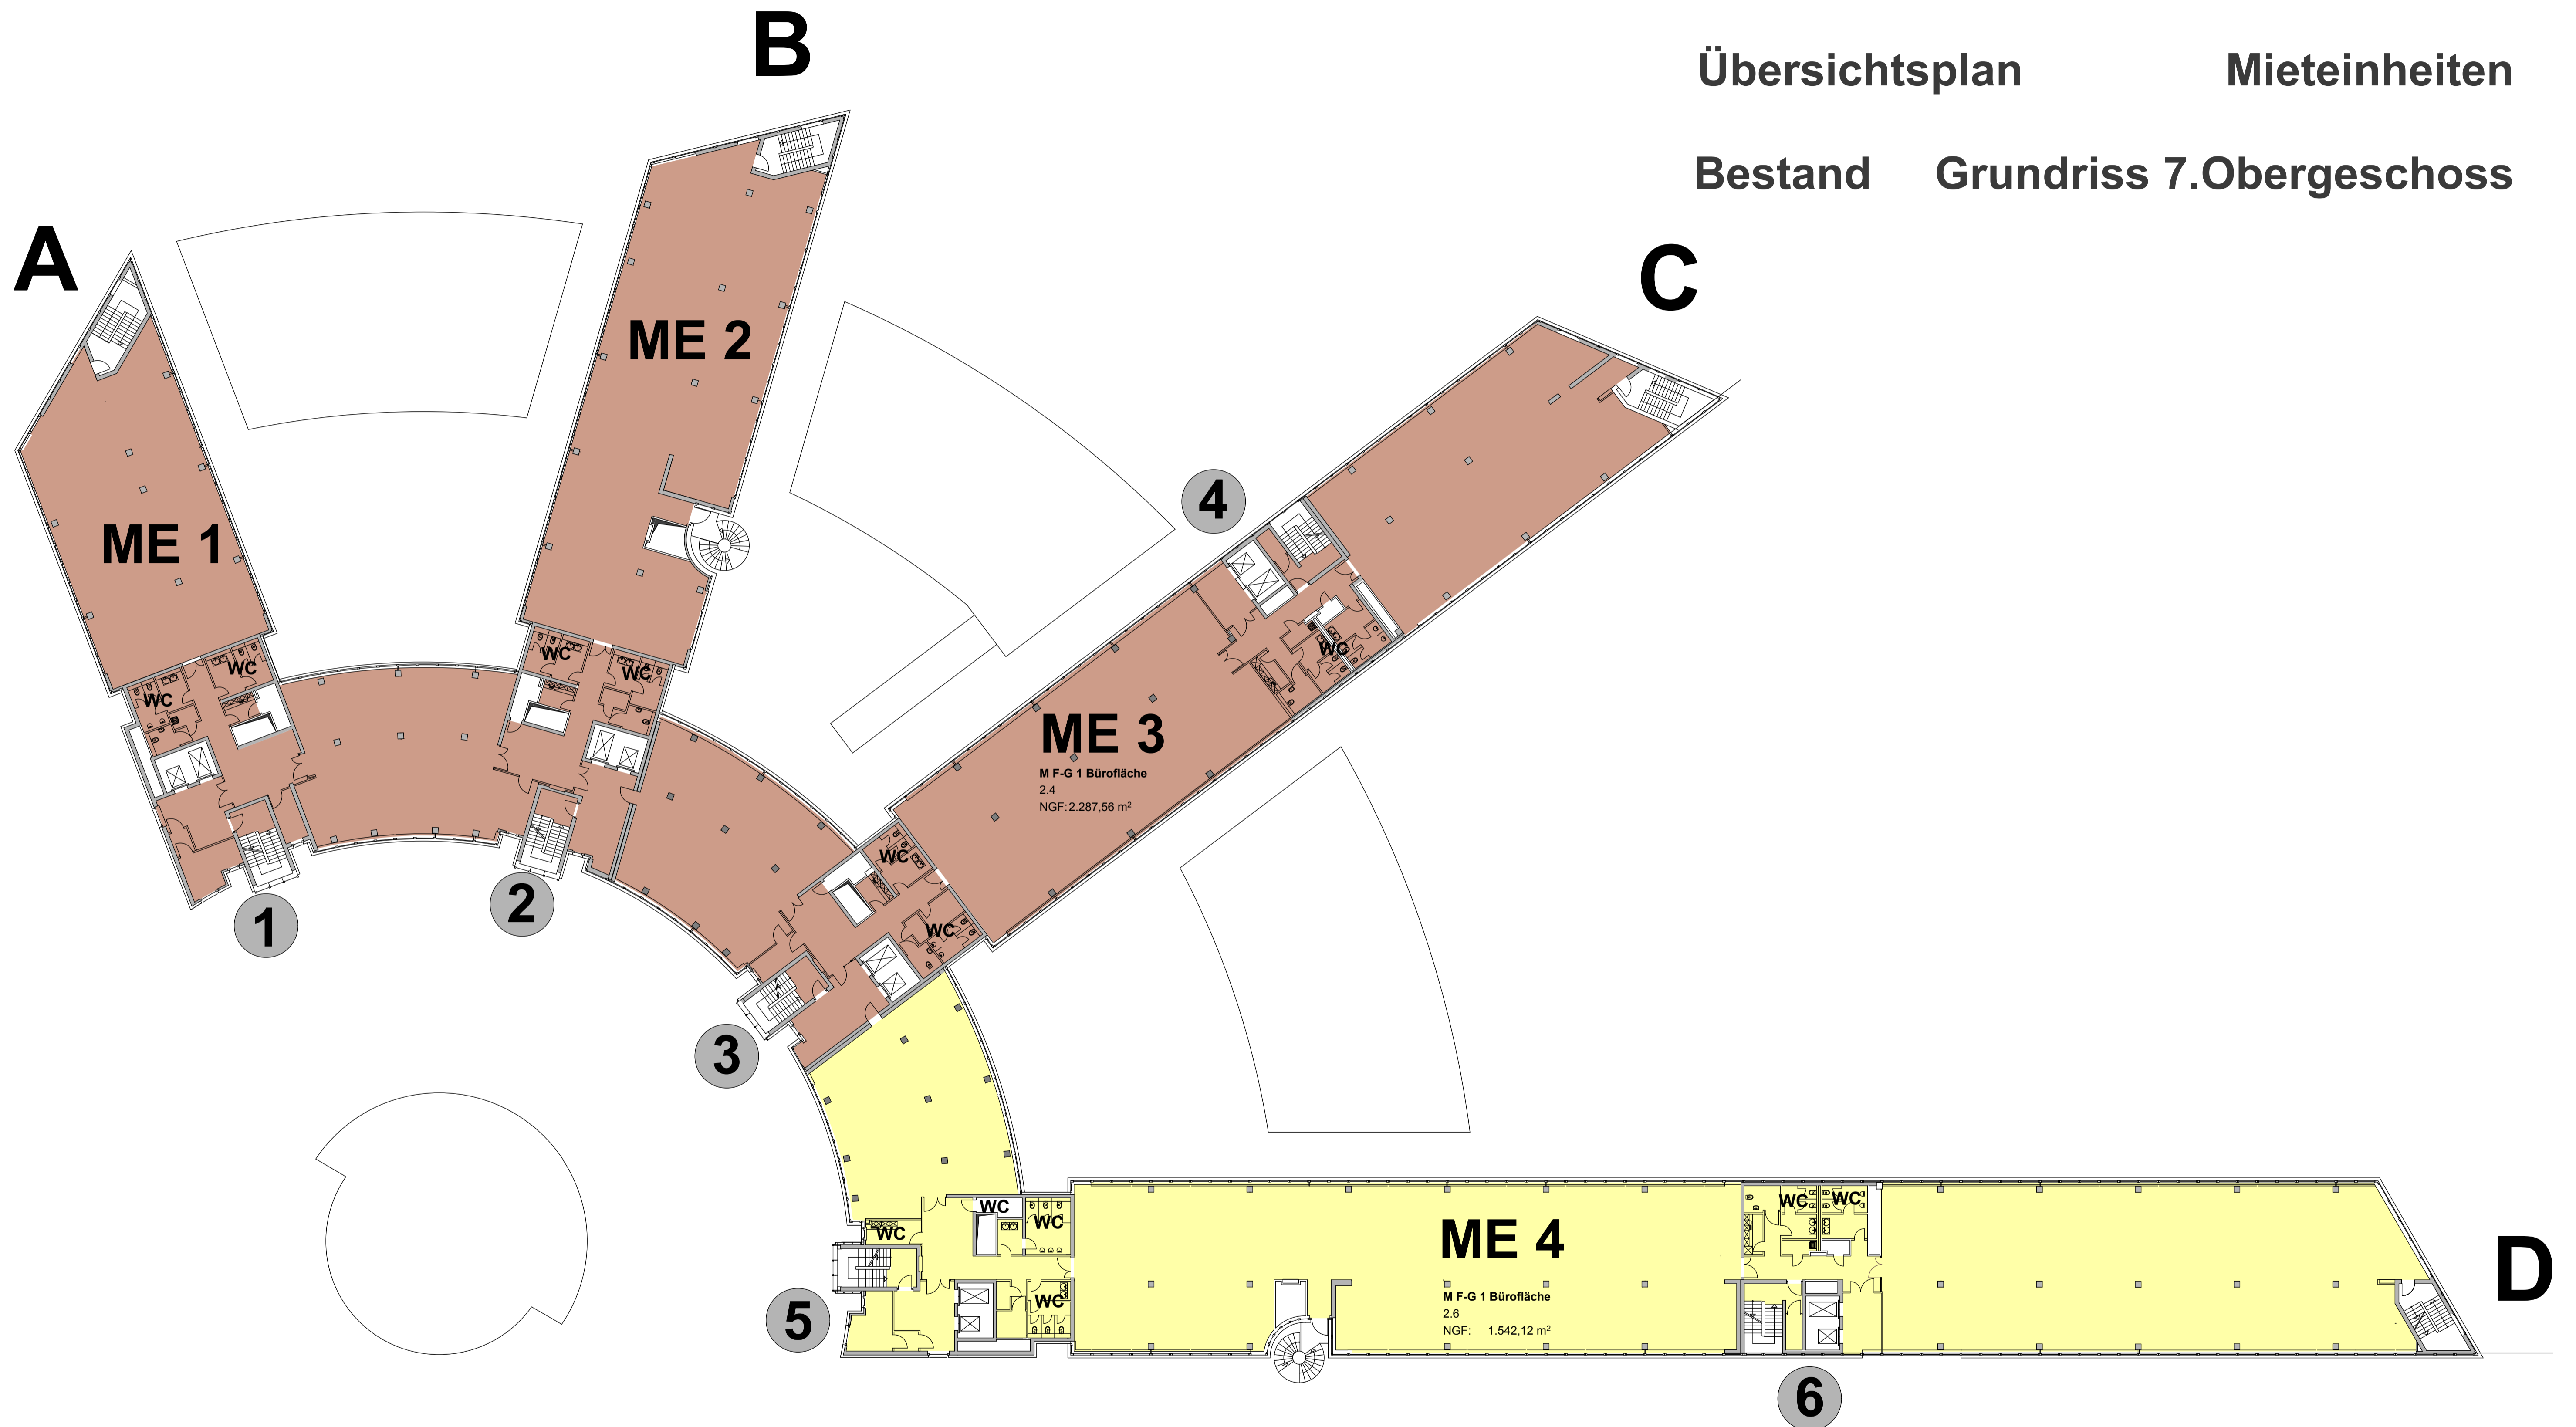 Übersichtsplan Mieteinheiten
Bestand Grundriss 7.Obergeschoss
A
B
C
D
ME 1
ME 2
ME 3
M F-G 1 Bürofläche
2.4
NGF: 2.287,56 m²
ME 4
M F-G 1 Bürofläche
2.6
NGF: 1.542,12 m²
WC
WC
WC
WC
WC
WC
WC
WC
WC
WC
WC
WC
WC
1
2
3
4
5
6